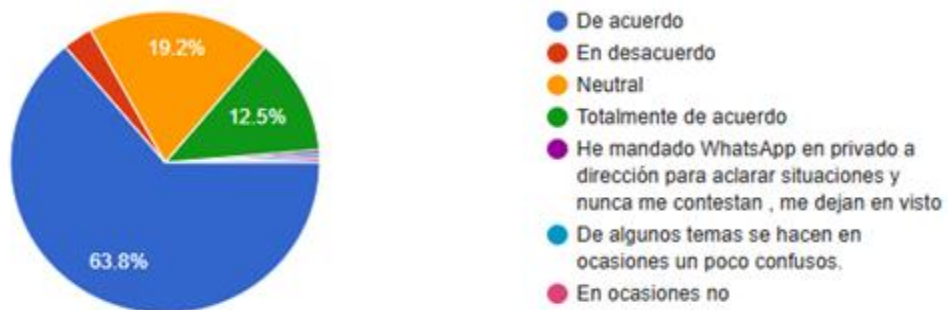 19.2%
12.5%
63.8%
De acuerdo
En desacuerdo
Neutral
Totalmente de acuerdo
He mandado WhatsApp en privado a
dirección para aclarar situaciones y
nunca me contestan , me dejan en visto
De algunos temas se hacen en
ocasiones un poco confusos.
En ocasiones no